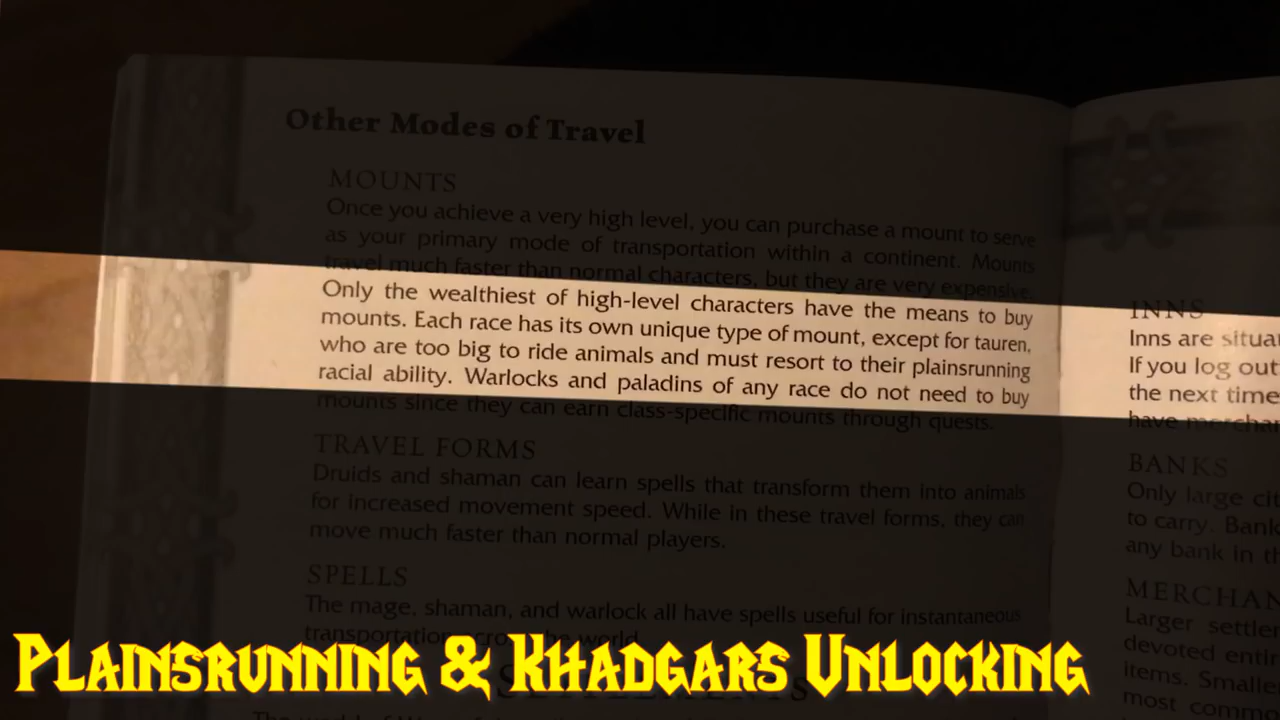 Other Modes of Travel
MOUNTS
Once you achieve a very high level, you can purchase a mount to serve
as your primary mode of transportation within a continent. Mounts
travel much faster than normal characters, but they are very expensive.
Only the wealthiest of high-level characters have the means to buy
mounts. Each race has its own unique type of mount, except for tauren,
who are too big to ride animals and must resort to their plainsrunning
racial ability. Warlocks and paladins of any race do not need to buy
mounts since they can earn class-specific mounts through quests.
TRAVEL FORMS
Druids and shaman can learn spells that transform them into animals
for increased movement speed. While in these travel forms, they can
move much faster than normal players.
SPELLS
The mage, shaman, and warlock all have spells useful for instantaneous
transportation across the world.
INNS
Inns are situa
If you log out
the next time
have merchan
BANKS
Only large cit
to carry. Bank
any bank in th
MERCHAN
Larger settler
devoted entir
items. Smalle
most commo
PLAINSRUNNING & KHADGARS UNLOCKING